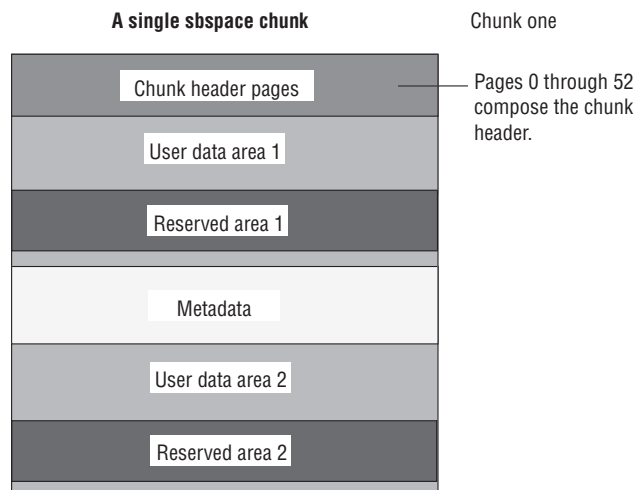 A single sbspace chunk
Chunk one
Chunk header pages
Pages 0 through 52
compose the chunk
header.
User data area 1
Reserved area 1
Metadata
User data area 2
Reserved area 2